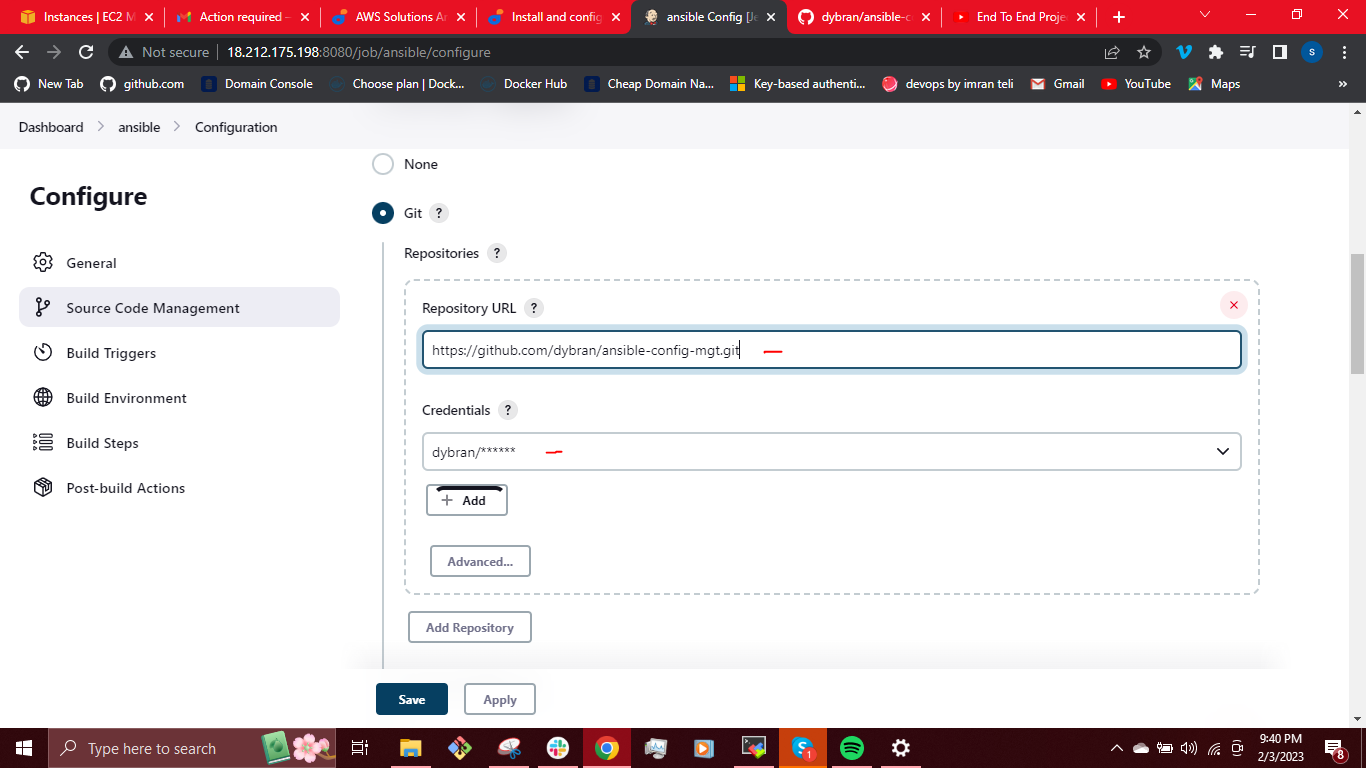 Instances | EC2 M
Action required –
AWS Solutions Ar
Install and config
ansible Config [Je
dybran/ansible-c
End To End Proje
Not secure
18.212.175.198:8080/job/ansible/configure
s
New Tab
github.com
Domain Console
Choose plan | Dock...
Docker Hub
Cheap Domain Na...
Key-based authenti...
devops by imran teli
Gmail
YouTube
Maps
»
Dashboard > ansible > Configuration
Configure
General
Source Code Management
Build Triggers
Build Environment
Build Steps
Post-build Actions
None
Git ?
Repositories ?
Repository URL ?
https://github.com/dybran/ansible-config-mgt.git
Credentials ?
dybran/******
+ Add
Advanced...
Add Repository
Save
Apply
Type here to search
1
9:40 PM
2/3/2023
8